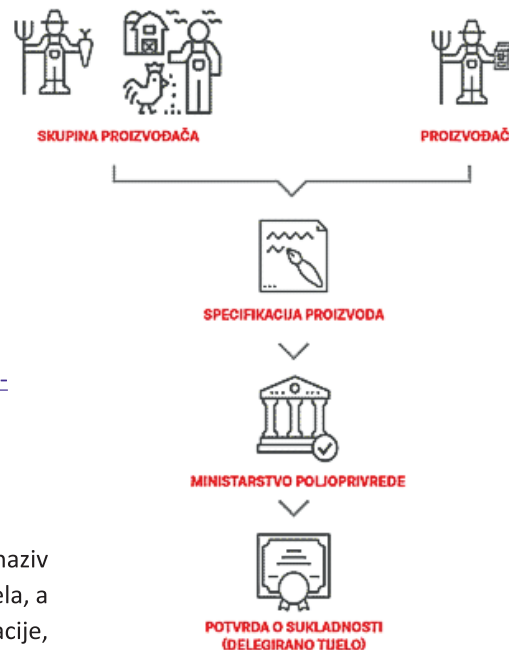 SKUPINA PROIZVOĐAČA
PROIZVOĐAČ
SPECIFIKACIJA PROIZVODA
-
MINISTARSTVO POLJOPRIVREDE
naziv
ela, a
acije,
POTVRDA O SUKLADNOSTI
(DELEGIRANO TIJELO)